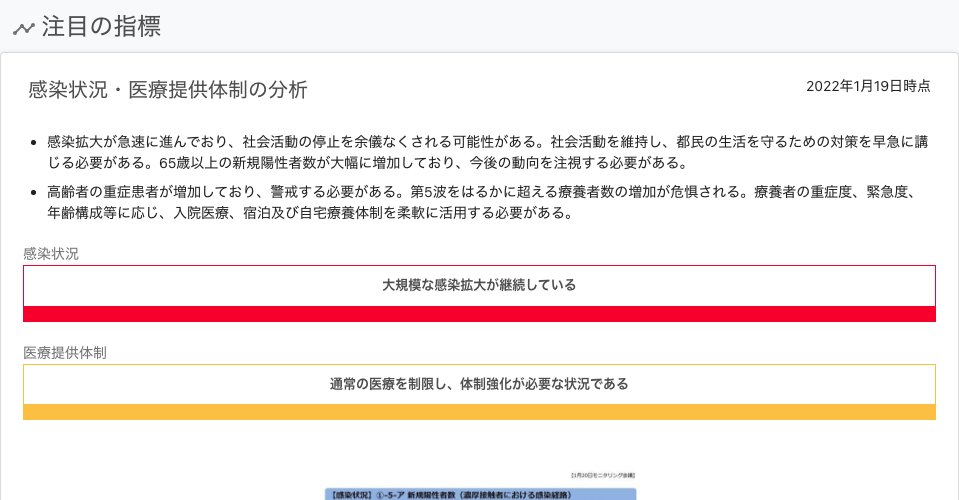 注目の指標
感染状況・医療提供体制の分析
2022年1月19日時点
感染拡大が急速に進んでおり、社会活動の停止を余儀なくされる可能性がある。社会活動を維持し、都民の生活を守るための対策を早急に講
じる必要がある。65歳以上の新規陽性者数が大幅に増加しており、今後の動向を注視する必要がある。
高齢者の重症患者が増加しており、警戒する必要がある。第5波をはるかに超える療養者数の増加が危惧される。療養者の重症度、緊急度、
年齢構成等に応じ、入院医療、宿泊及び自宅療養体制を柔軟に活用する必要がある。
感染状況
大規模な感染拡大が継続している
医療提供体制
通常の医療を制限し、体制強化が必要な状況である
【1月20日モニタリング会議】
【感染状況】①-5-ア 新規陽性者数（濃厚接触者における感染経路）